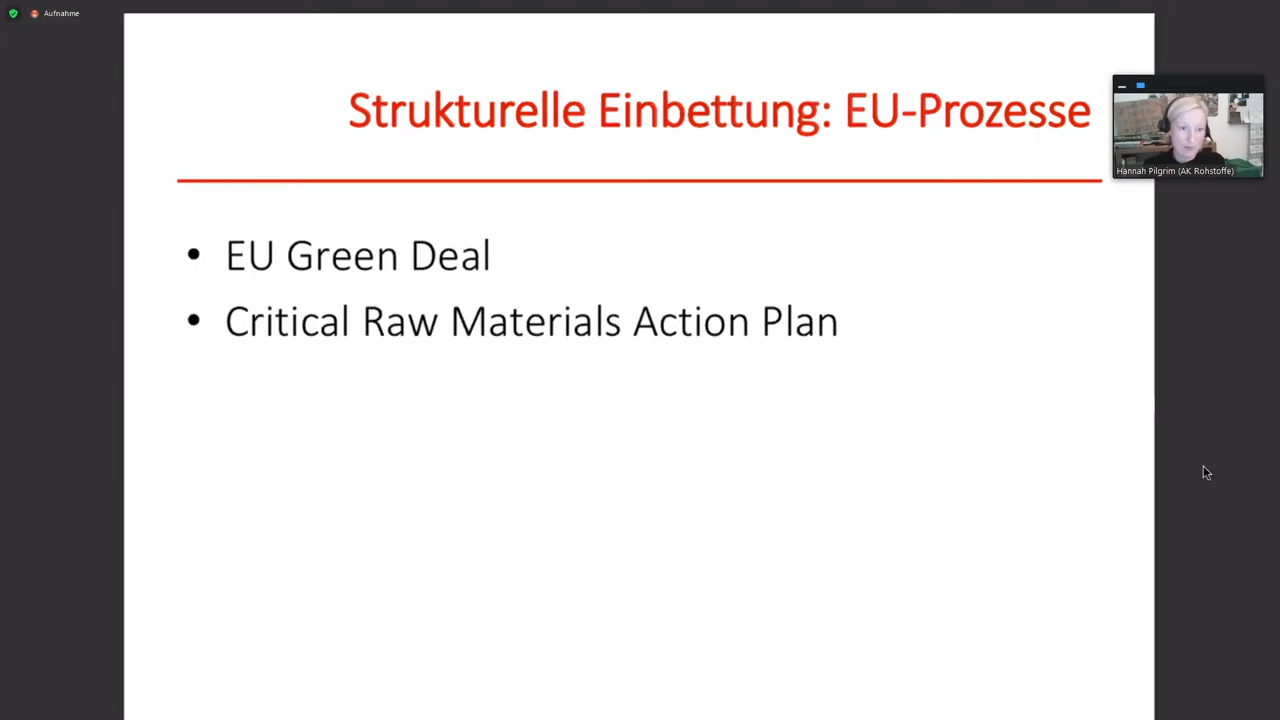 Aufnahme
Strukturelle Einbettung: EU-Prozesse
Hannah Pilgrim (AK Rohstoffe)
• EU Green Deal
• Critical Raw Materials Action Plan